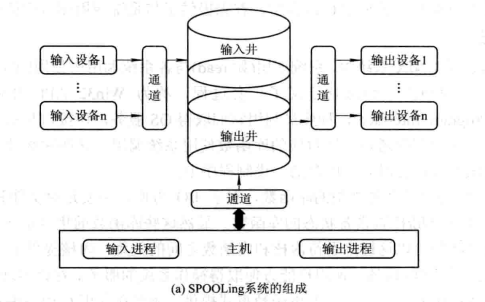 输入设备1
⋮
输入设备n
通道
输入井
输出井
通道
输出设备1
⋮
输出设备n
通道
输入进程
主机
输出进程
(a) SPOOLing系统的组成